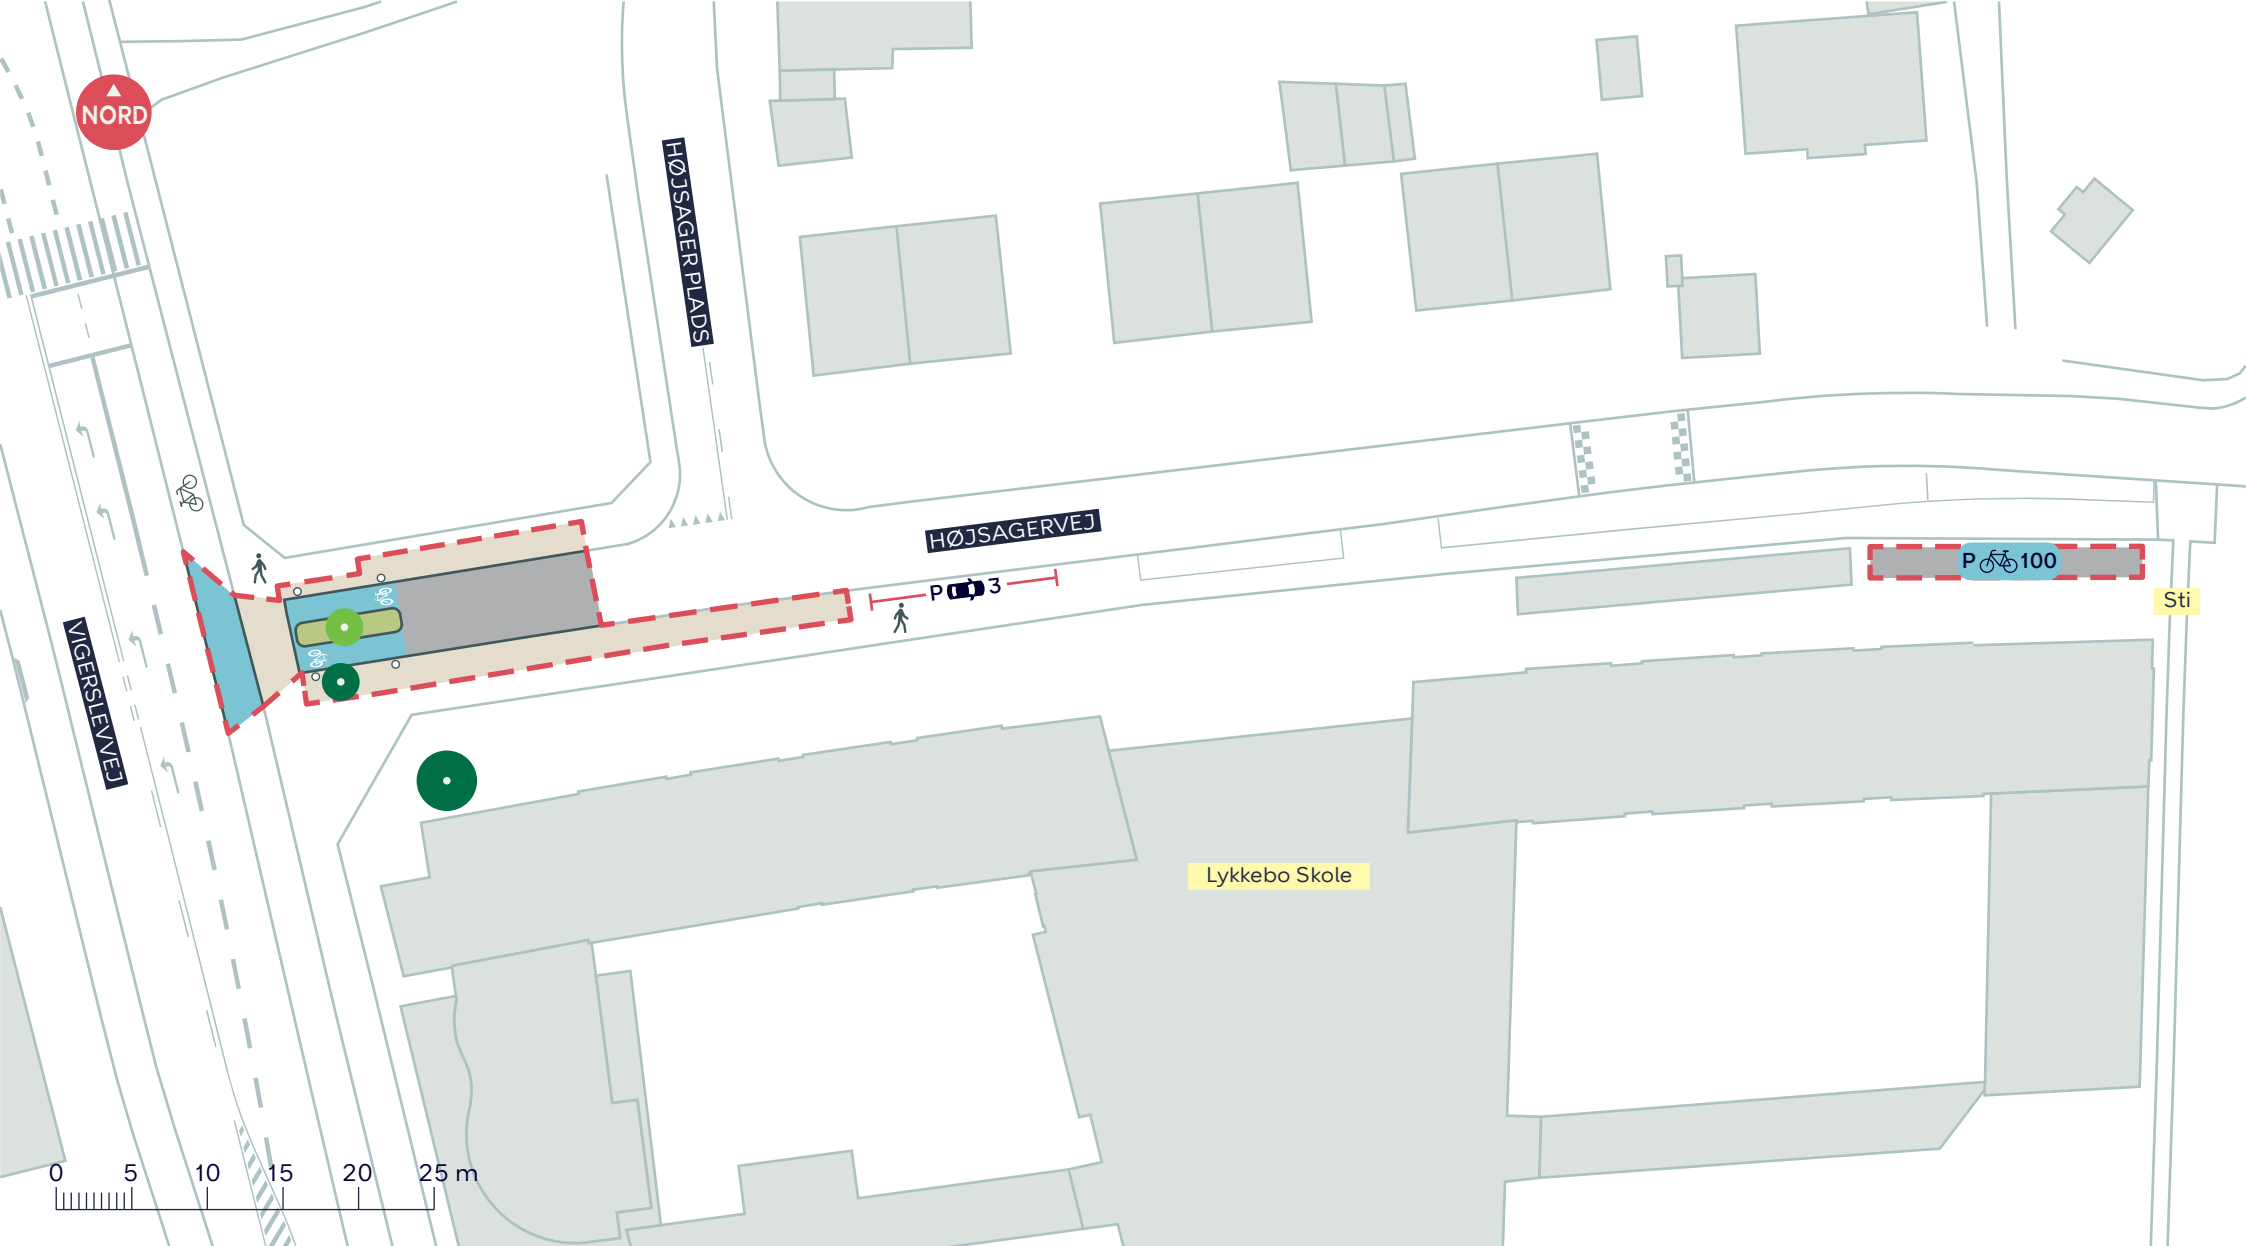 NORD
HØJSAGER PLADS
HØJSAGERVEJ
P 3
P 100
Sti
VIGERSLEVVEJ
Lykkebo Skole
0 5 10 15 20 25 m